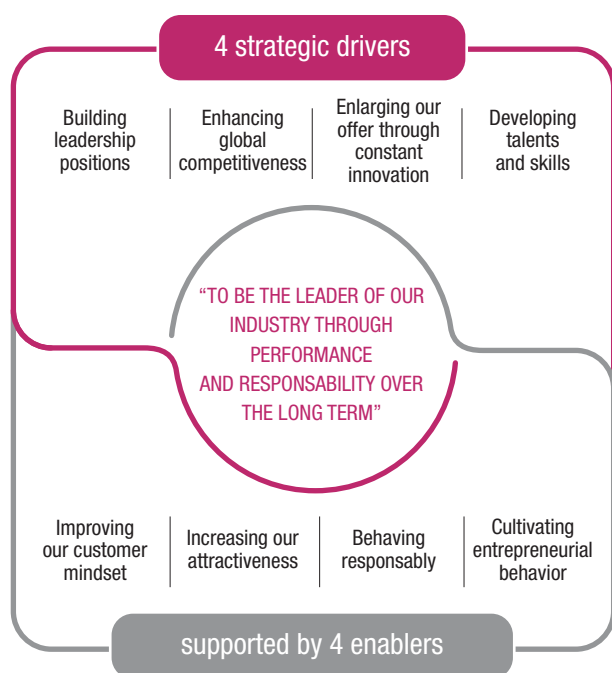 4 strategic drivers
Building
leadership
positions
Enhancing
global
competitiveness
Enlarging our
offer through
constant
innovation
Developing
talents
and skills
“TO BE THE LEADER OF OUR
INDUSTRY THROUGH
PERFORMANCE
AND RESPONSABILITY OVER
THE LONG TERM”
Improving
our customer
mindset
Increasing our
attractiveness
Behaving
responsably
Cultivating
entrepreneurial
behavior
supported by 4 enablers